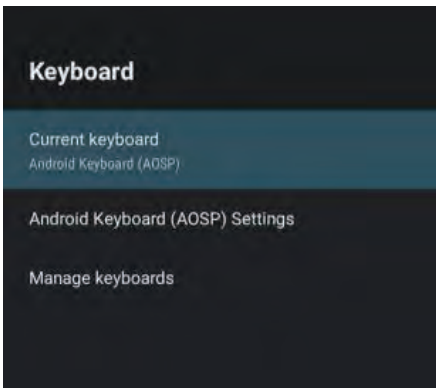 Keyboard
Current keyboard
Android Keyboard (AOSP)
Android Keyboard (AOSP) Settings
Manage keyboards